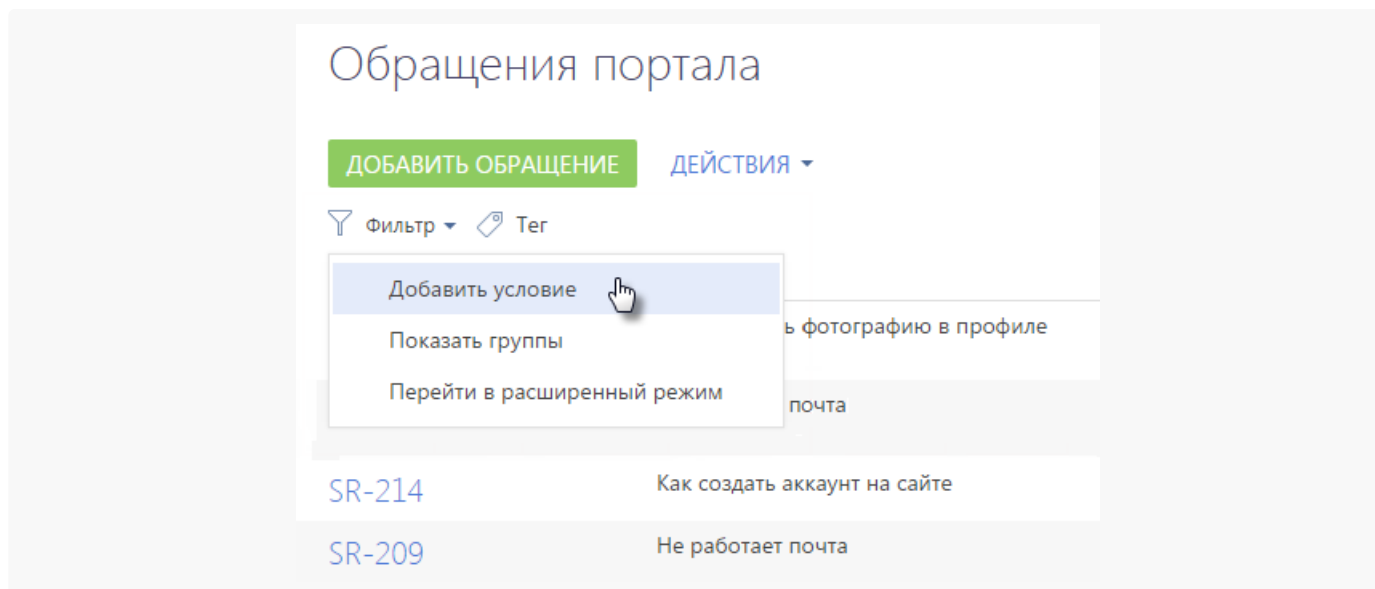 Обращения портала
ДОБАВИТЬ ОБРАЩЕНИЕ ДЕЙСТВИЯ
Фильтр Тег
Добавить условие
Показать группы
фотографию в профиле
Перейти в расширенный режим
почта
SR-214 Как создать аккаунт на сайте
SR-209 Не работает почта